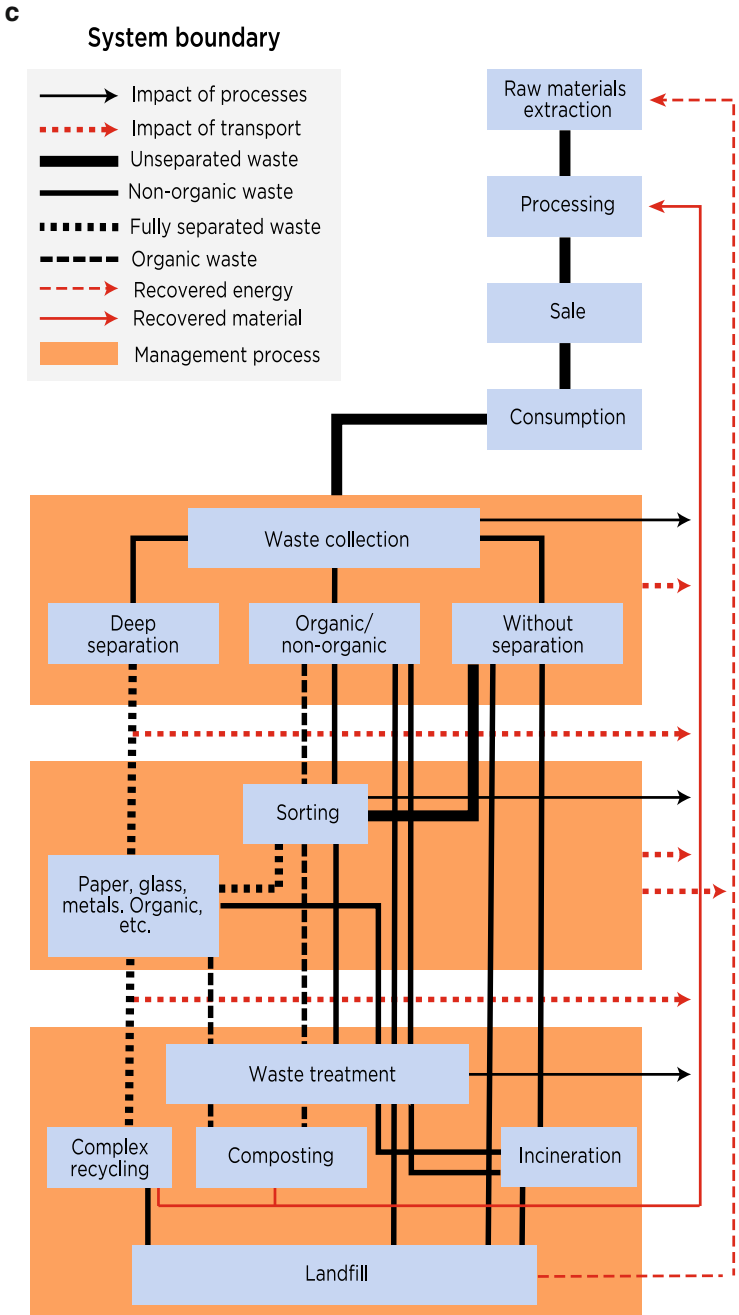 c
System boundary
Impact of processes
Impact of transport
Unseparated waste
Non-organic waste
Fully separated waste
Organic waste
Recovered energy
Recovered material
Management process
Raw materials
extraction
Processing
Sale
Consumption
Waste collection
Deep
separation
Organic/
non-organic
Without
separation
Sorting
Paper, glass,
metals. Organic,
etc.
Waste treatment
Complex
recycling
Composting
Incineration
Landfill